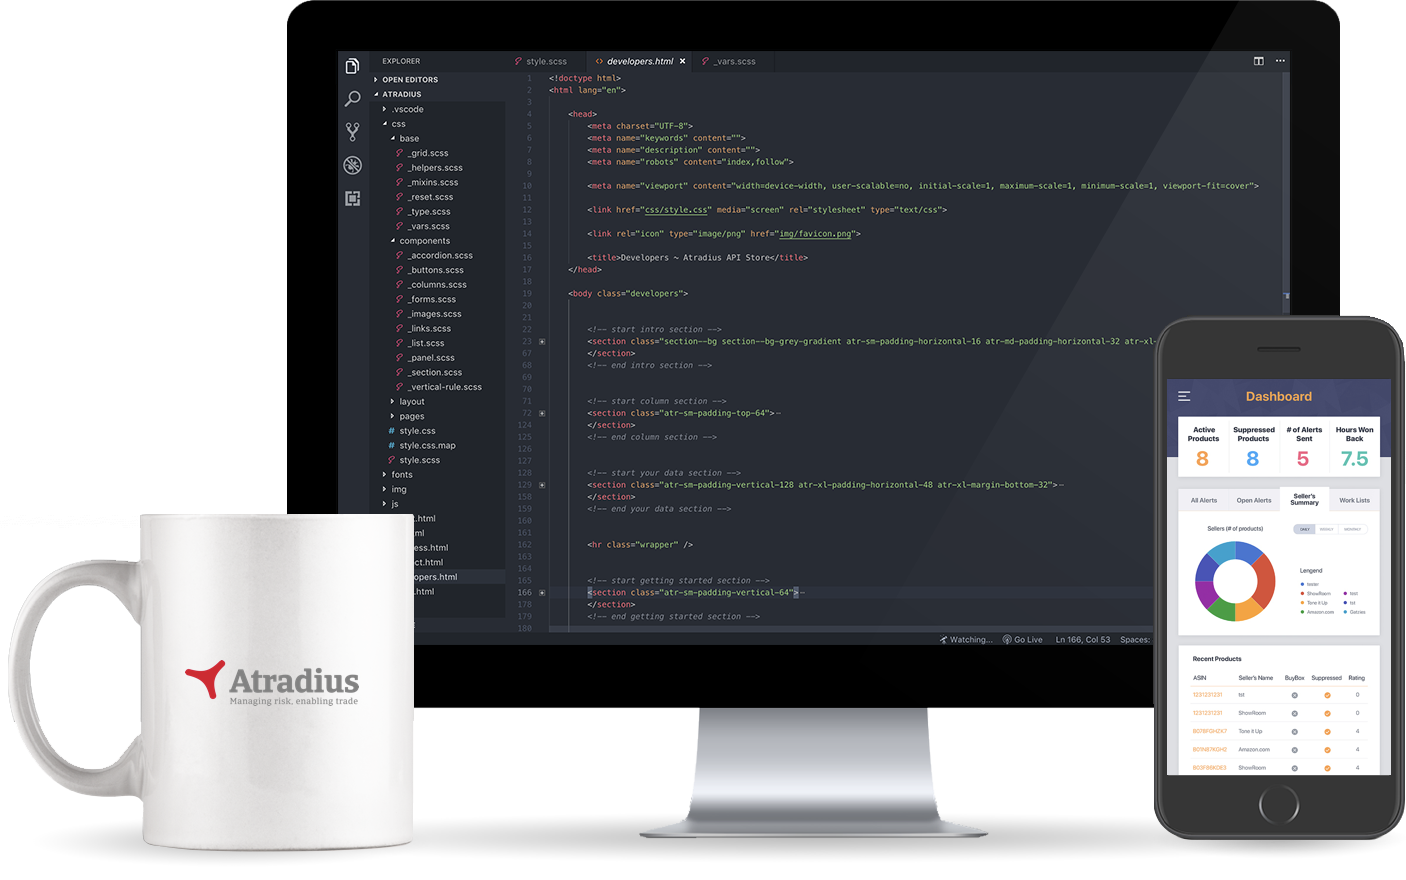 EXPLORER
OPEN EDITORS
ATRADIUS
.vscode
css
base
_grid.scss
_helpers.scss
_mixins.scss
_reset.scss
_type.scss
_vars.scss
components
_accordion.scss
_buttons.scss
_columns.scss
_forms.scss
_images.scss
_links.scss
_list.scss
_panel.scss
_section.scss
_vertical-rule.scss
layout
pages
# style.css
# style.css.map
style.scss
fonts
img
js
t.html
ml
ess.html
ct.html
opers.html
.html
style.scss
<> developers.html ×
_vars.scss
1 <!doctype html>
2 <html lang="en">
3
4 <head>
5 <meta charset="UTF-8">
6 <meta name="keywords" content="">
7 <meta name="description" content="">
8 <meta name="robots" content="index,follow">
9
10 <meta name="viewport" content="width=device-width, user-scalable=no, initial-scale=1, maximum-scale=1, minimum-scale=1, viewport-fit=cover">
11
12 <link href="css/style.css" media="screen" rel="stylesheet" type="text/css">
13
14 <link rel="icon" type="image/png" href="img/favicon.png">
15
16 <title>Developers ~ Atradius API Store</title>
17 </head>
18
19 <body class="developers">
20
21
22 <!-- start intro section -->
23 <section class="section--bg section--bg-grey-gradient atr-sm-padding-horizontal-16 atr-md-padding-horizontal-32 atr-xl-
67 </section>
68 <!-- end intro section -->
69
70
71 <!-- start column section -->
72 <section class="atr-sm-padding-top-64">
124 </section>
125 <!-- end column section -->
126
127
128 <!-- start your data section -->
129 <section class="atr-sm-padding-vertical-128 atr-xl-padding-horizontal-48 atr-xl-margin-bottom-32">
158 </section>
159 <!-- end your data section -->
160
161
162 <hr class="wrapper" />
163
164
165 <!-- start getting started section -->
166 <section class="atr-sm-padding-vertical-64">
178 </section>
179 <!-- end getting started section -->
180
Watching... Go Live Ln 166, Col 53 Spaces:
Atradius
Managing risk, enabling trade
Dashboard
Active Products
8
Suppressed Products
8
# of Alerts Sent
5
Hours Won Back
7.5
All Alerts
Open Alerts
Seller's Summary
Work Lists
Sellers (# of products)
DAILY WEEKLY MONTHLY
Lengend
tester
ShowRoom
Tone it Up
Amazon.com
test
tst
Getzies
Recent Products
ASIN Seller's Name BuyBox Suppressed Rating
1231231231 tst 0
1231231231 ShowRoom 0
B078FGHZK7 Tone it Up 4
B01N87KGH2 Amazon.com 4
ShowRoom 4